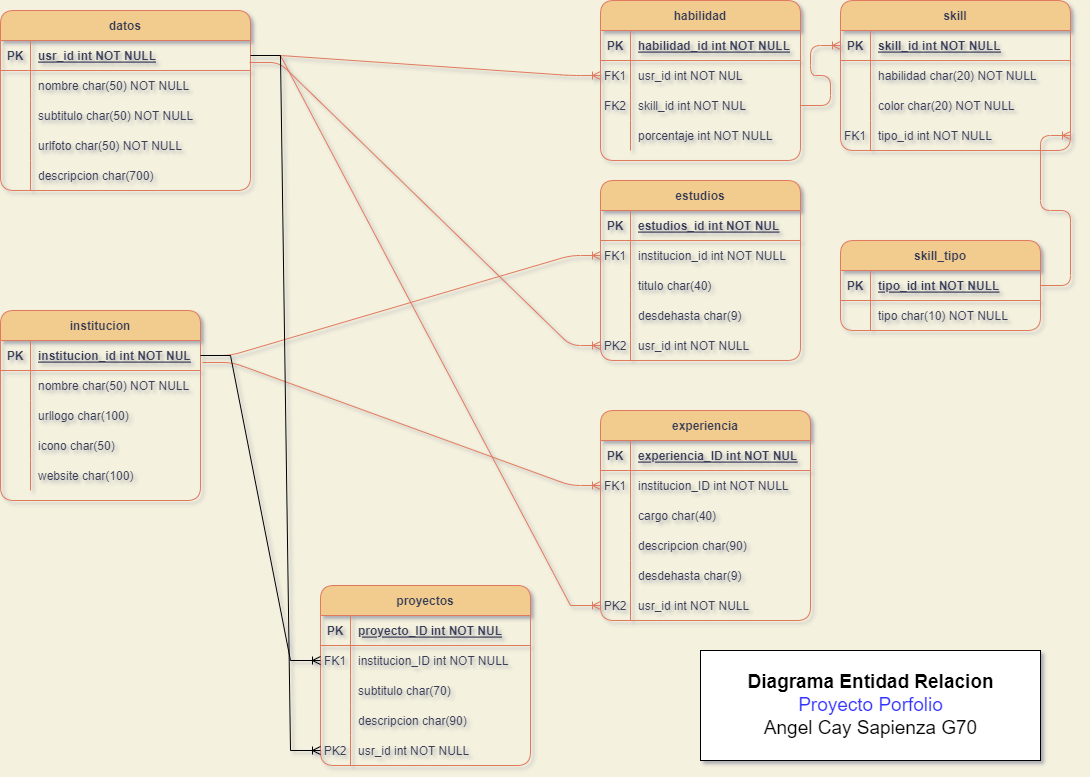 datos
PK usr_id int NOT NULL
nombre char(50) NOT NULL
subtitulo char(50) NOT NULL
urlfoto char(50) NOT NULL
descripcion char(700)
habilidad
PK habilidad_id int NOT NULL
FK1 usr_id int NOT NUL
FK2 skill_id int NOT NUL
porcentaje int NOT NULL
skill
PK skill_id int NOT NULL
habilidad char(20) NOT NULL
color char(20) NOT NULL
FK1 tipo_id int NOT NULL
estudios
PK estudios_id int NOT NUL
FK1 institucion_id int NOT NULL
titulo char(40)
desdehasta char(9)
PK2 usr_id int NOT NULL
skill_tipo
PK tipo_id int NOT NULL
tipo char(10) NOT NULL
institucion
PK institucion_id int NOT NUL
nombre char(50) NOT NULL
urllogo char(100)
icono char(50)
website char(100)
experiencia
PK experiencia_ID int NOT NUL
FK1 institucion_ID int NOT NULL
cargo char(40)
descripcion char(90)
desdehasta char(9)
PK2 usr_id int NOT NULL
proyectos
PK proyecto_ID int NOT NUL
FK1 institucion_ID int NOT NULL
subtitulo char(70)
descripcion char(90)
PK2 usr_id int NOT NULL
Diagrama Entidad Relacion
Proyecto Porfolio
Angel Cay Sapienza G70